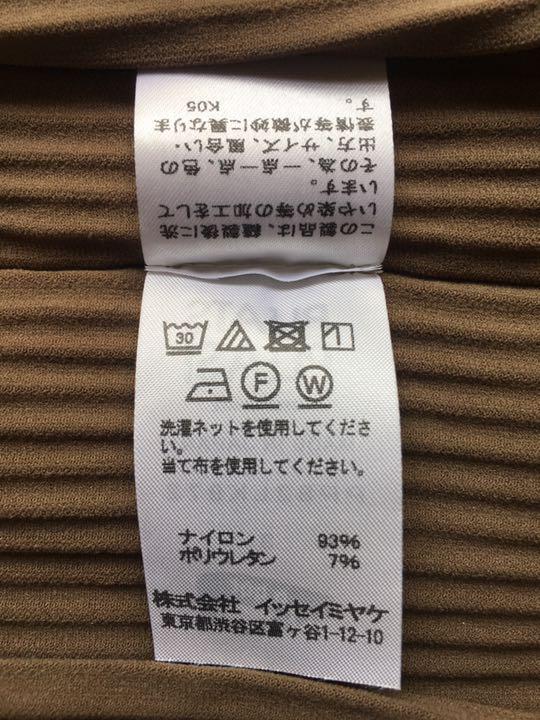 この製品は、縫製後に洗
いや染め等の加工をして
います。
その為、一点一点、色の
出方、サイズ、風合い、
表情等が微妙に異なりま
す。 K05
30
F W
洗濯ネットを使用してくださ
い。
当て布を使用してください。
ナイロン 93%
ポリウレタン 7%
株式会社 イッセイミヤケ
東京都渋谷区富ヶ谷1-12-10